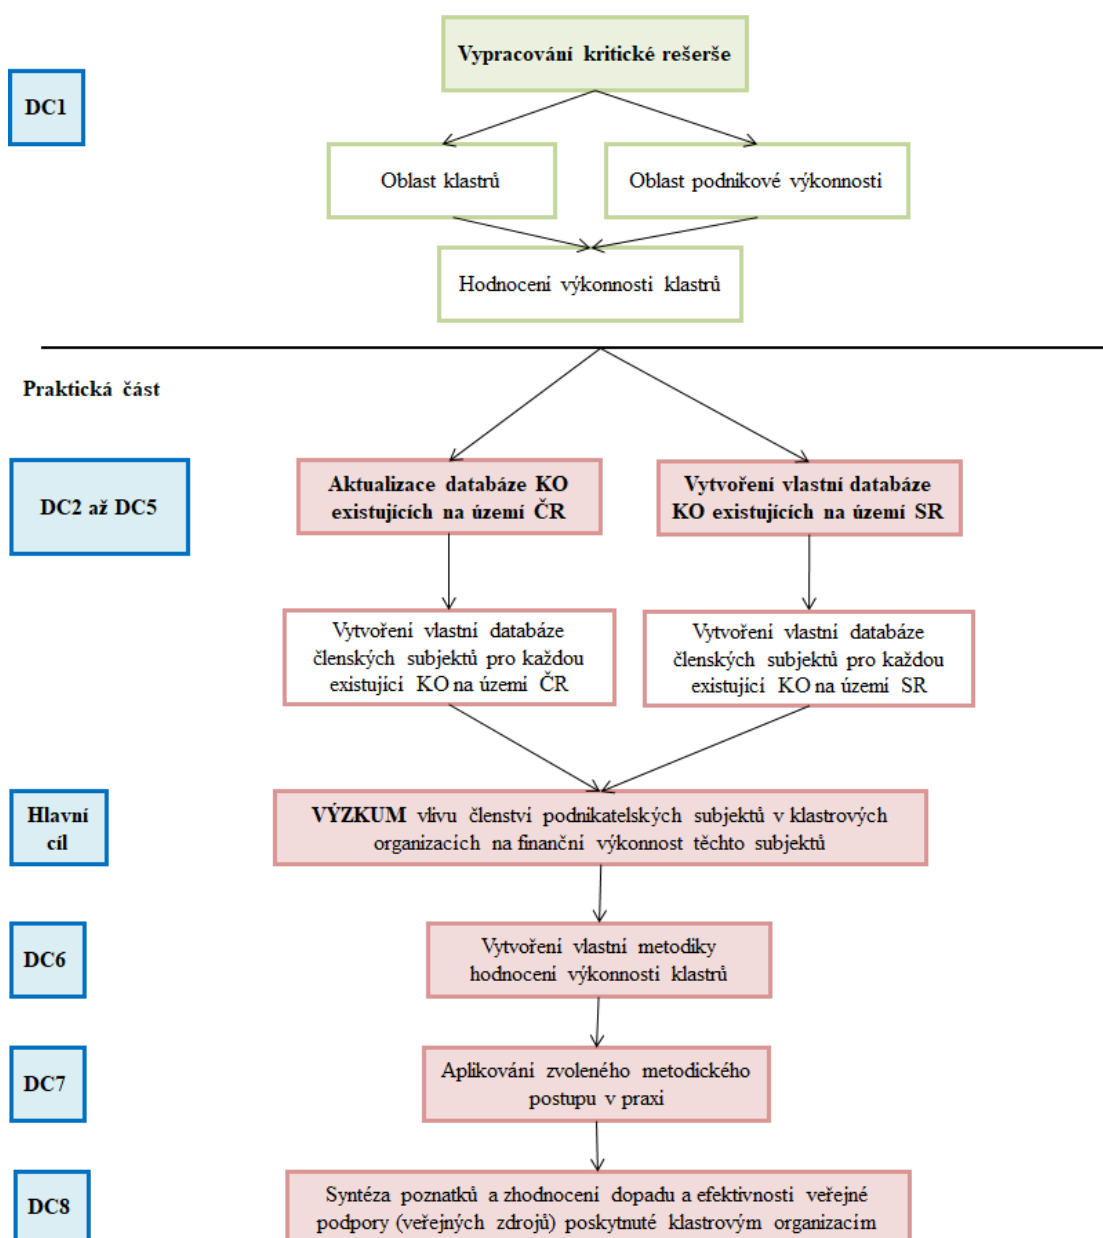 Vypracování kritické rešerše
DC1
Oblast klastrů
Oblast podnikové výkonnosti
Hodnocení výkonnosti klastrů
Praktická část
DC2 až DC5
Aktualizace databáze KO
existujících na území ČR
Vytvoření vlastní databáze
KO existujících na území SR
Vytvoření vlastní databáze
členských subjektů pro každou
existující KO na území ČR
Vytvoření vlastní databáze
členských subjektů pro každou
existující KO na území SR
Hlavní
cíl
VÝZKUM vlivu členství podnikatelských subjektů v klastrových
organizacích na finanční výkonnost těchto subjektů
DC6
Vytvoření vlastní metodiky
hodnocení výkonnosti klastrů
DC7
Aplikování zvoleného metodického
postupu v praxi
DC8
Syntéza poznatků a zhodnocení dopadu a efektivnosti veřejné
podpory (veřejných zdrojů) poskytnuté klastrovým organizacím